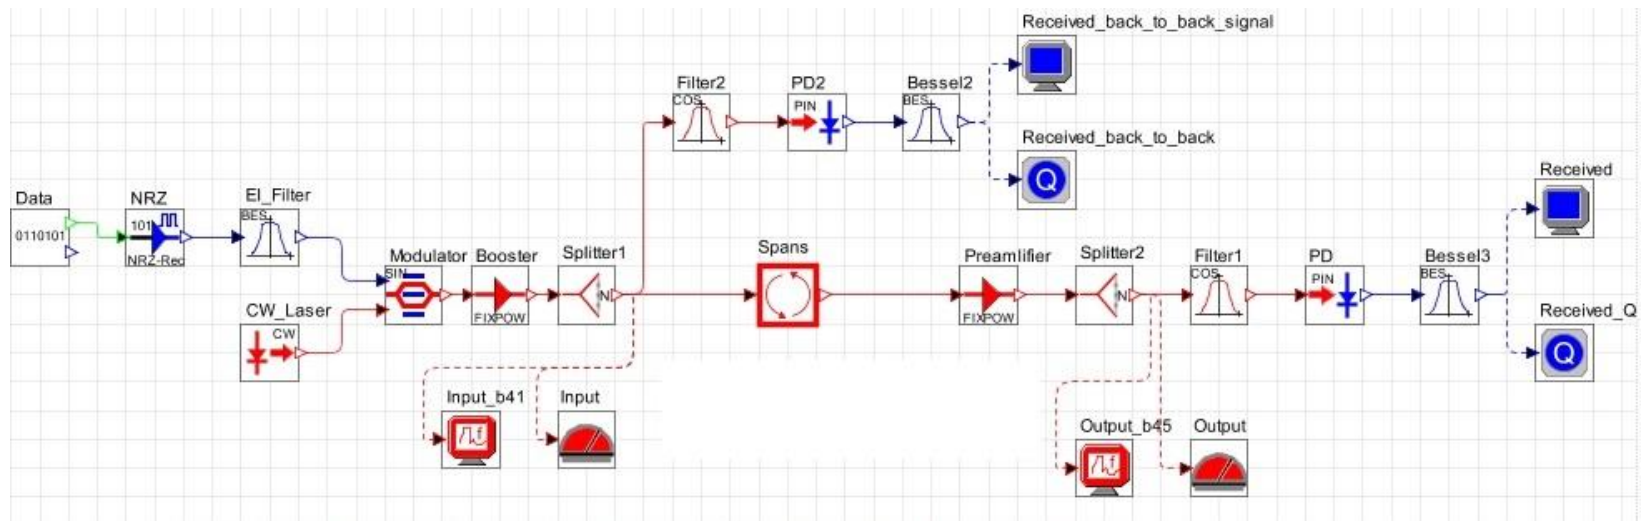 Received_back_to_back_signal
Filter2
COS
PD2
PIN
Bessel2
BES
Received_back_to_back
Q
Data
0110101
NRZ
101
NRZ-Rec
El_Filter
BES
Modulator
SIN
Booster
FIXPOW
Splitter1
N
Spans
Preamlifier
FIXPOW
Splitter2
N
Filter1
COS
PD
PIN
Bessel3
BES
Received
Received_Q
Q
CW_Laser
CW
Input_b41
f
Input
Output_b45
f
Output